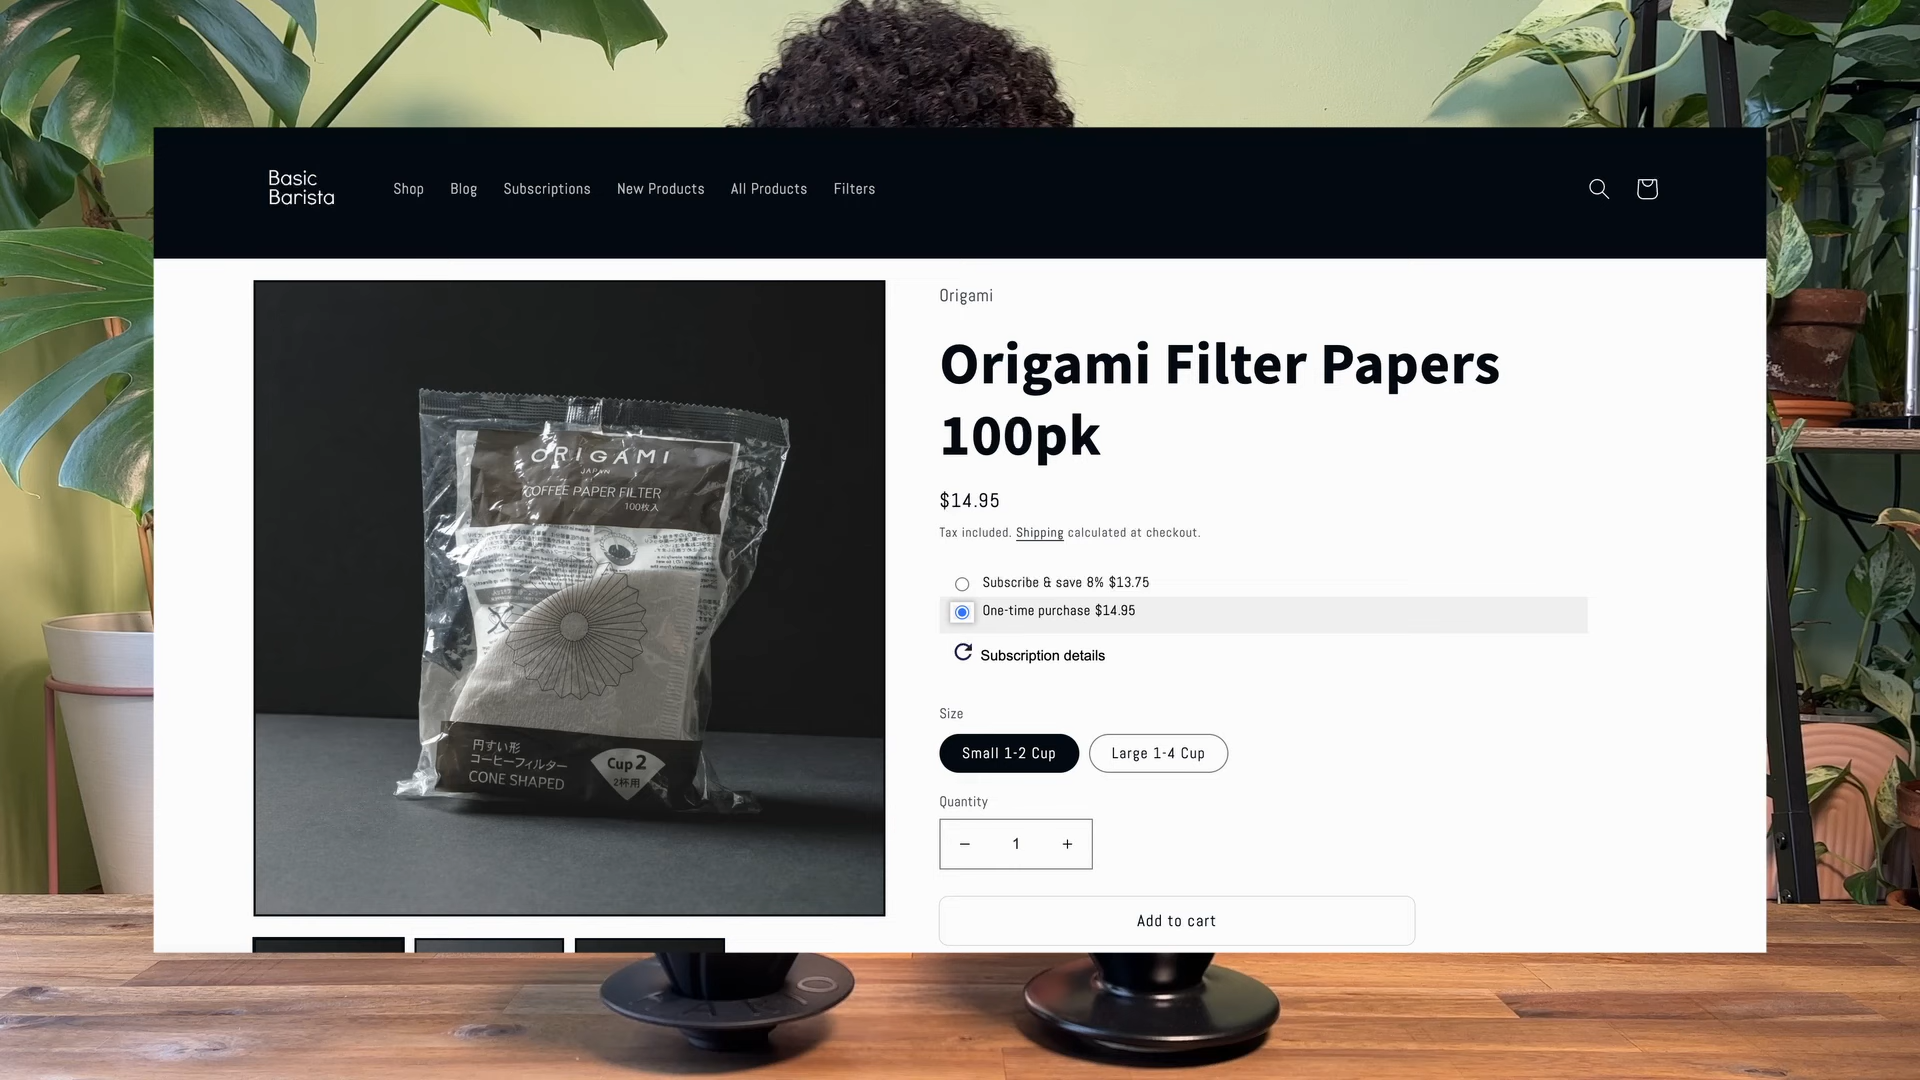 Basic
Barista
Shop
Blog
Subscriptions
New Products
All Products
Filters
ORIGAMI
JAPAN
COFFEE PAPER FILTER
100枚入
円すい形
コーヒーフィルター
CONE SHAPED
Cup 2
2杯用
Origami
Origami Filter Papers
100pk
$14.95
Tax included. Shipping calculated at checkout.
Subscribe & save 8% $13.75
One-time purchase $14.95
Subscription details
Size
Small 1-2 Cup
Large 1-4 Cup
Quantity
− 1 +
Add to cart